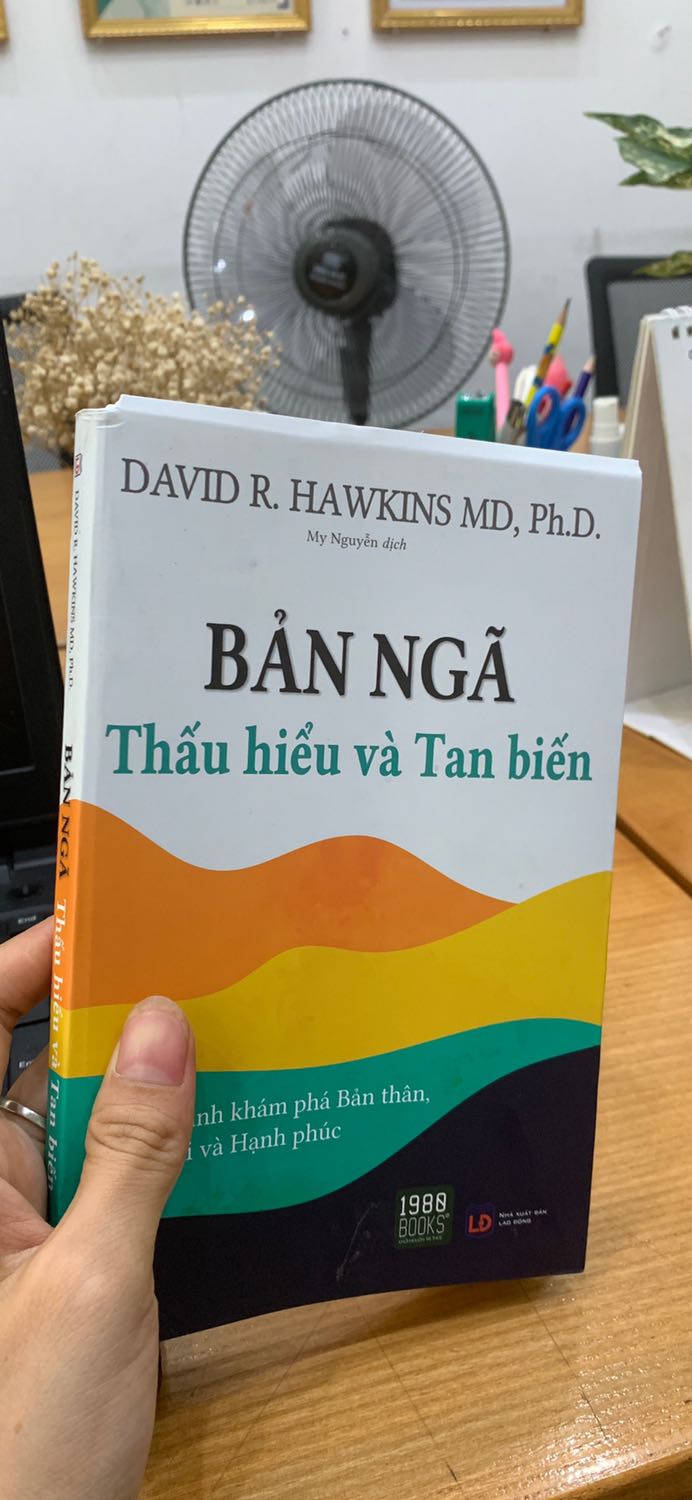 DAVID R. HAWKINS MD, Ph.D.
My Nguyễn dịch
BẢN NGÃ
Thấu hiểu và Tan biến
khám phá Bản thân,
và Hạnh phúc
1980
BOOKS
LĐ
NHÀ XUẤT BẢN
LAO ĐỘNG
DAVID R. HAWKINS MD, Ph.D.
BẢN NGÃ
Thấu hiểu và Tan biến
End